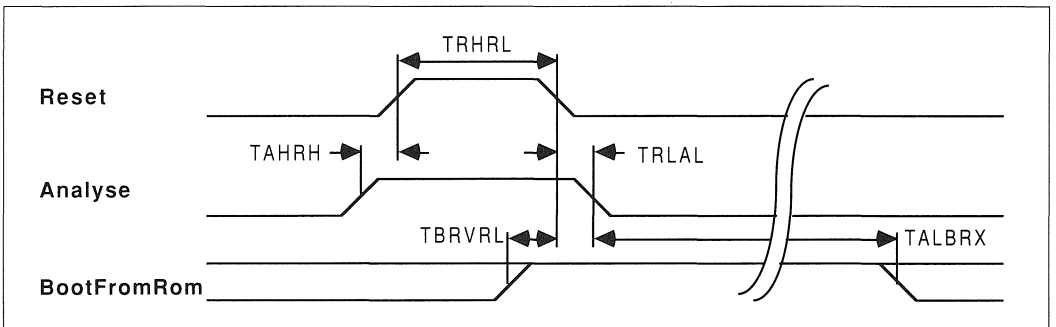 TRHRL
Reset
TAHRH
TRLAL
Analyse
TBRVRL
TALBRX
BootFromRom